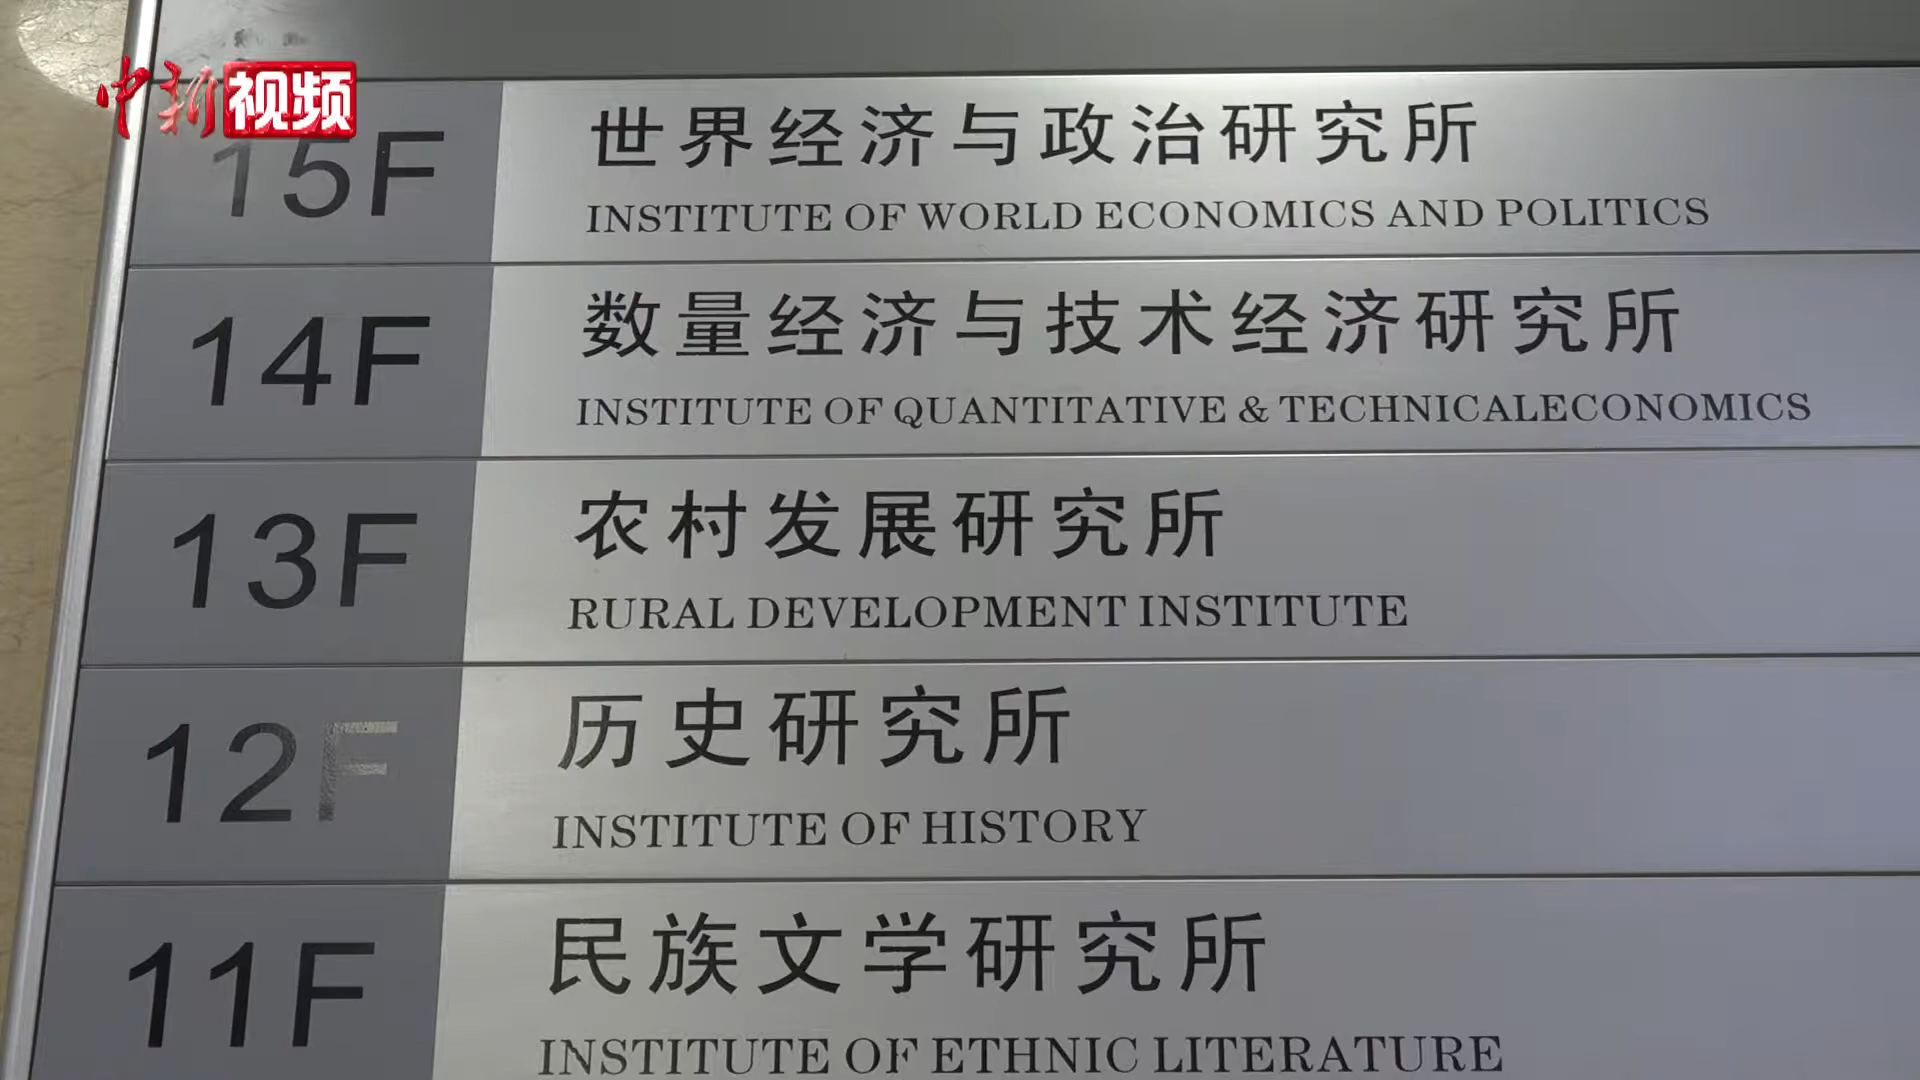 中新视频
15F
世界经济与政治研究所
INSTITUTE OF WORLD ECONOMICS AND POLITICS
14F
数量经济与技术经济研究所
INSTITUTE OF QUANTITATIVE & TECHNICALECONOMICS
13F
农村发展研究所
RURAL DEVELOPMENT INSTITUTE
12F
历史研究所
INSTITUTE OF HISTORY
11F
民族文学研究所
INSTITUTE OF ETHNIC LITERATURE